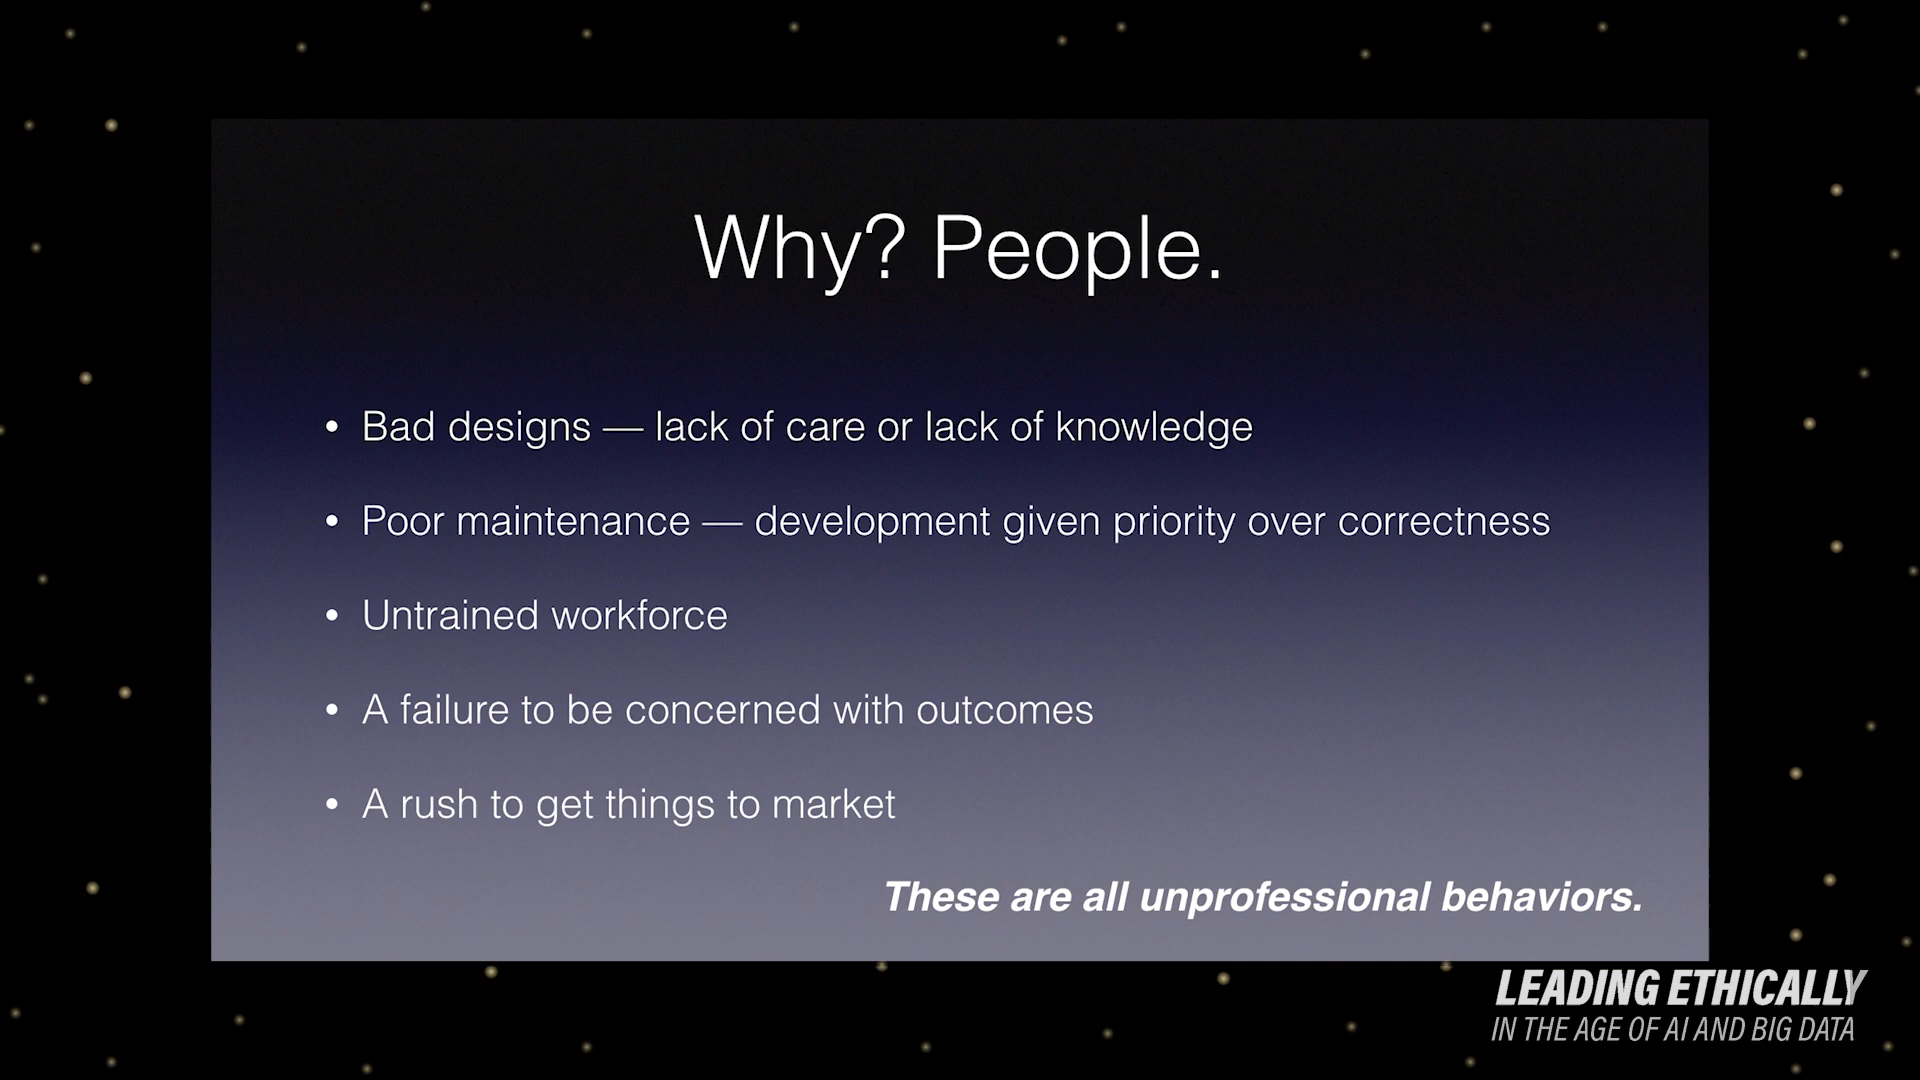 Why? People.
• Bad designs — lack of care or lack of knowledge
• Poor maintenance — development given priority over correctness
• Untrained workforce
• A failure to be concerned with outcomes
• A rush to get things to market
These are all unprofessional behaviors.
LEADING ETHICALLY
IN THE AGE OF AI AND BIG DATA